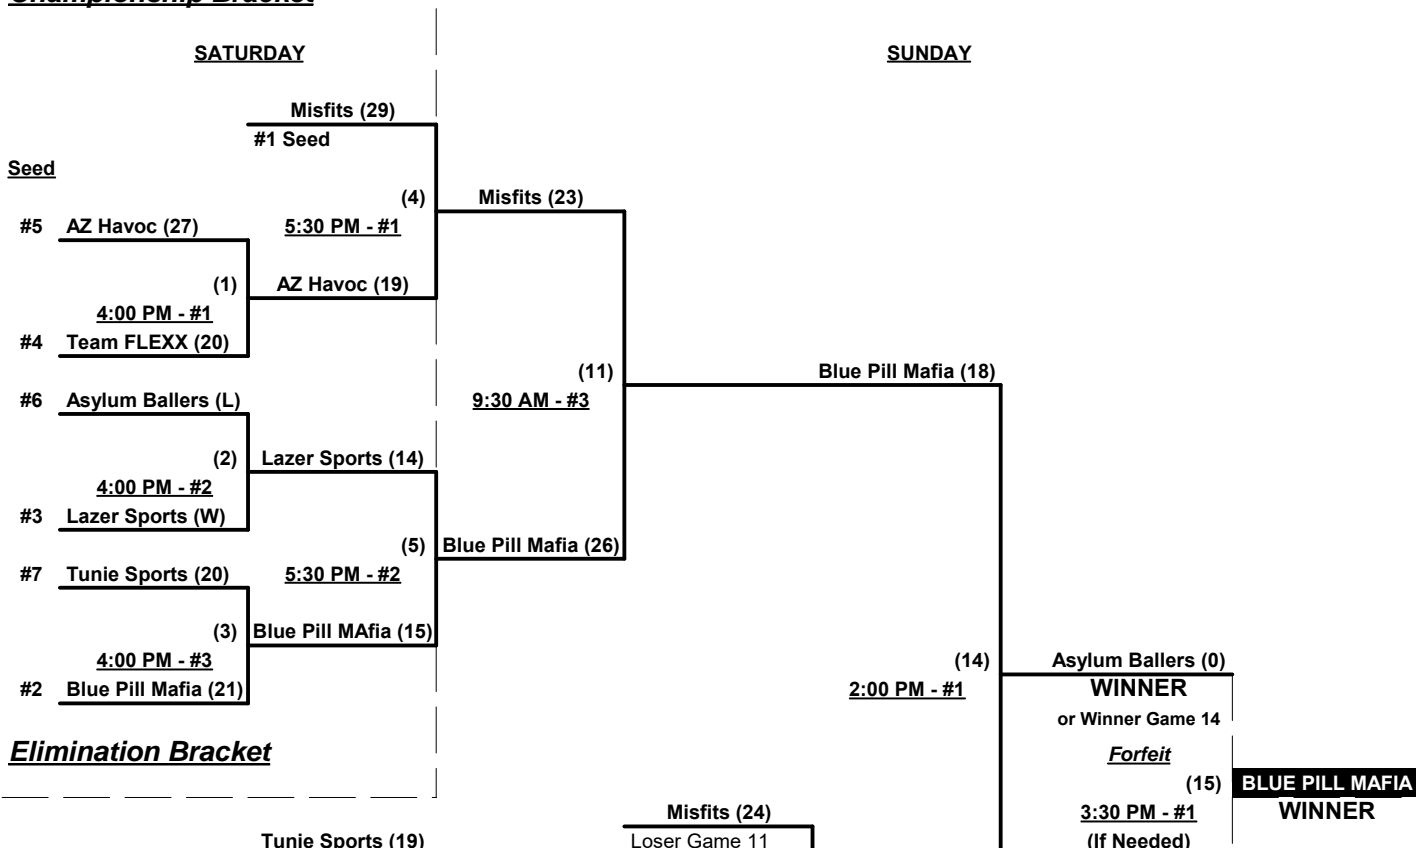 Championship Bracket
SATURDAY
SUNDAY
Misfits (29)
#1 Seed
Seed
(4)
Misfits (23)
#5 AZ Havoc (27)
5:30 PM - #1
(1)
AZ Havoc (19)
4:00 PM - #1
#4 Team FLEXX (20)
(11)
Blue Pill Mafia (18)
#6 Asylum Ballers (L)
9:30 AM - #3
(2)
Lazer Sports (14)
4:00 PM - #2
#3 Lazer Sports (W)
(5)
Blue Pill Mafia (26)
#7 Tunie Sports (20)
5:30 PM - #2
(3)
Blue Pill MAfia (15)
4:00 PM - #3
(14)
Asylum Ballers (0)
#2 Blue Pill Mafia (21)
2:00 PM - #1
WINNER
or Winner Game 14
Elimination Bracket
Forfeit
(15)
BLUE PILL MAFIA
Misfits (24)
3:30 PM - #1
WINNER
Tunie Sports (19)
Loser Game 11
(If Needed)